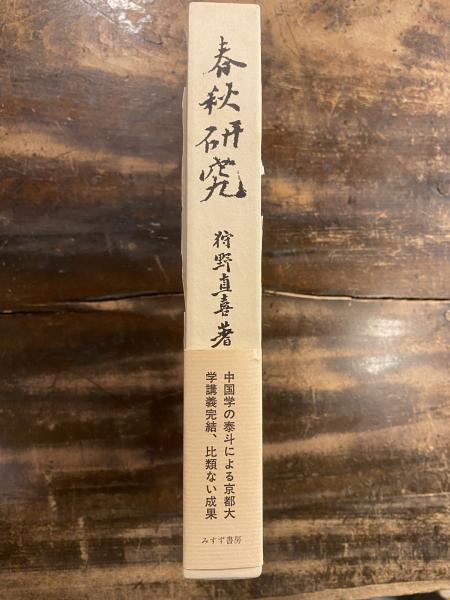 春秋研究
狩野直喜著
中国学の泰斗による京都大
学講義完結、比類ない成果
みすず書房